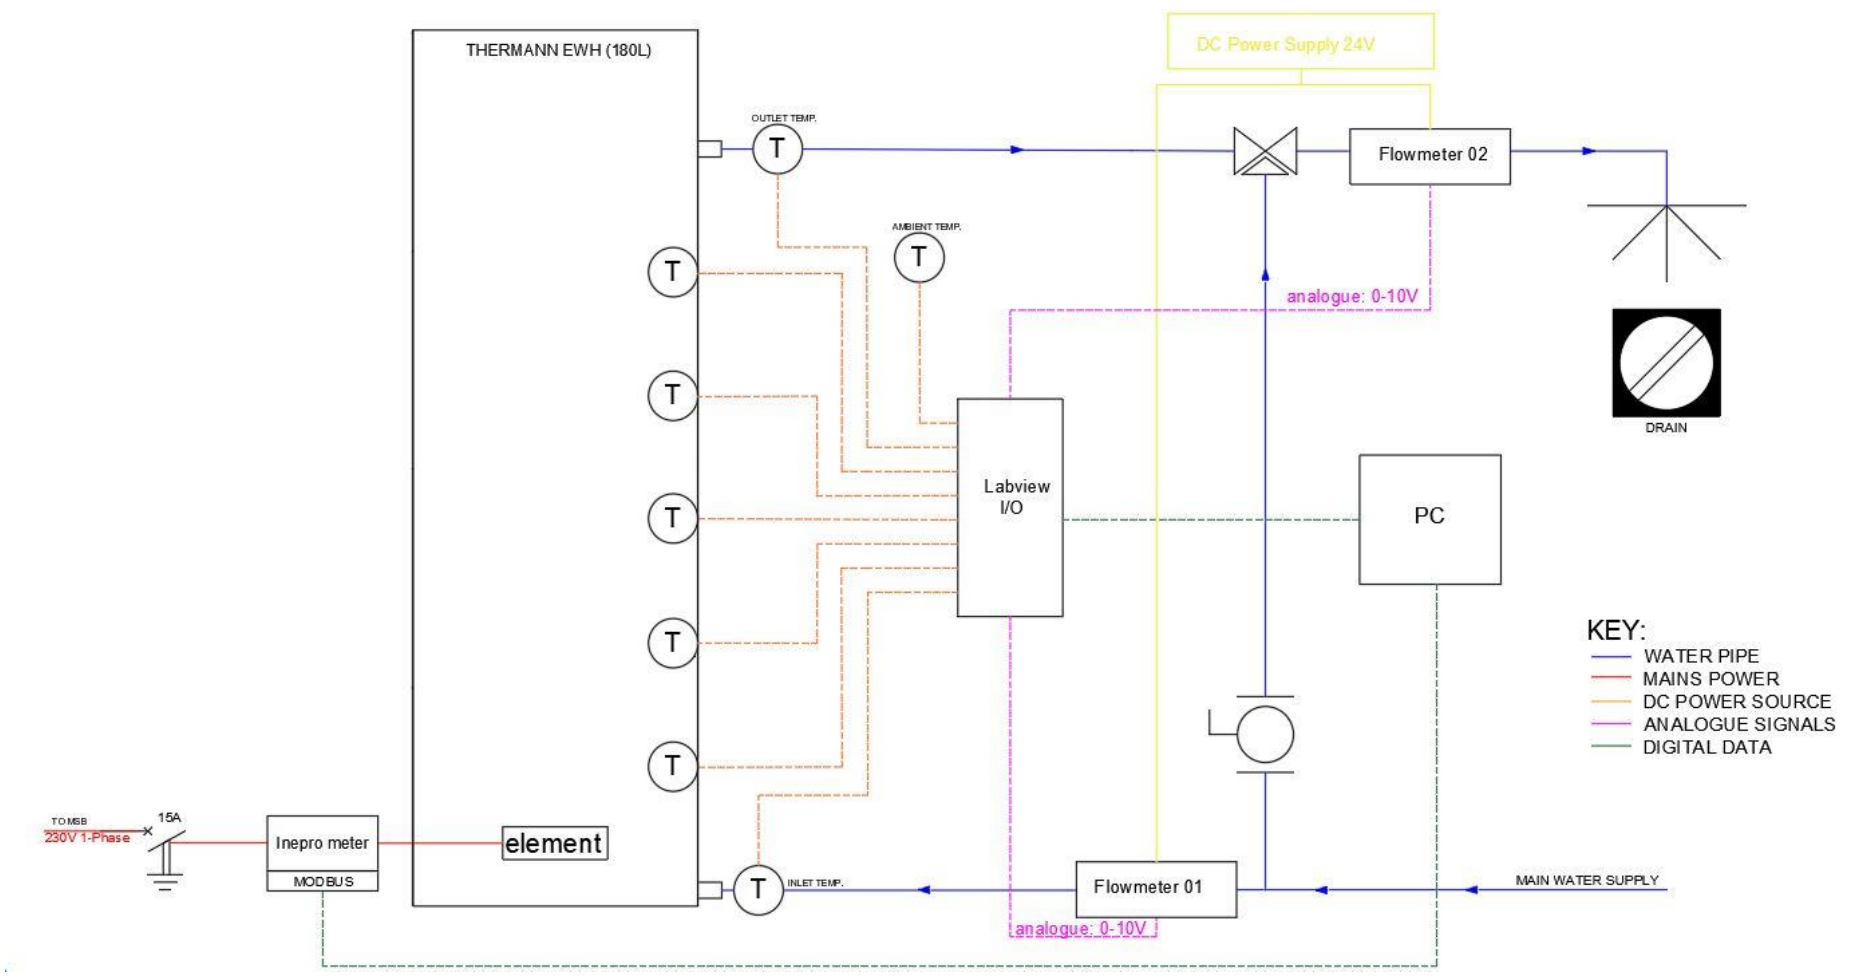 THERMANN EWH (180L)
DC Power Supply 24V
OUTLET TEMP.
T
Flowmeter 02
AMBIENT TEMP.
T
T
analogue: 0-10V
T
DRAIN
Labview
I/O
PC
T
KEY:
WATER PIPE
MAINS POWER
DC POWER SOURCE
ANALOGUE SIGNALS
DIGITAL DATA
T
T
TO MSB
230V 1-Phase
15A
Inepro meter
MODBUS
element
T
INLET TEMP.
Flowmeter 01
MAIN WATER SUPPLY
analogue: 0-10V